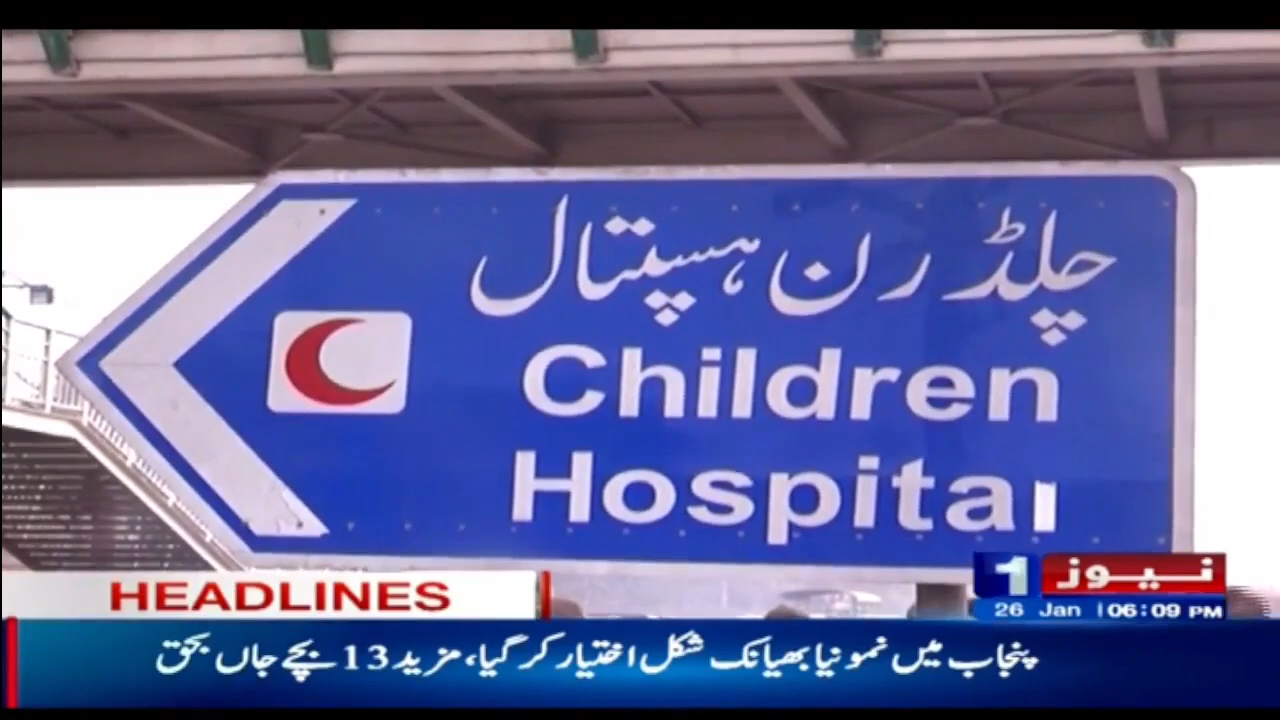 چلڈرن ہسپتال
Children
Hospital
1 نیوز
26 Jan 06:09 PM
HEADLINES
پنجاب میں نمونیا بھیانک شکل اختیار کر گیا، مزید 13 بچے جاں بحق